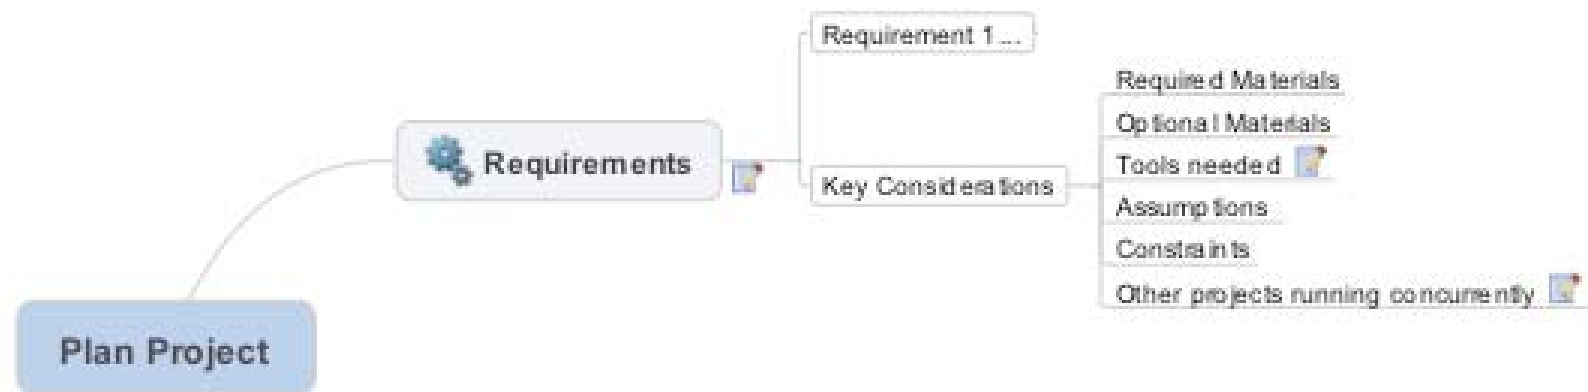 Requirement 1 ...
Required Materials
Optional Materials
Requirements
Tools needed
Key Considerations
Assumptions
Constraints
Other projects running concurrently
Plan Project